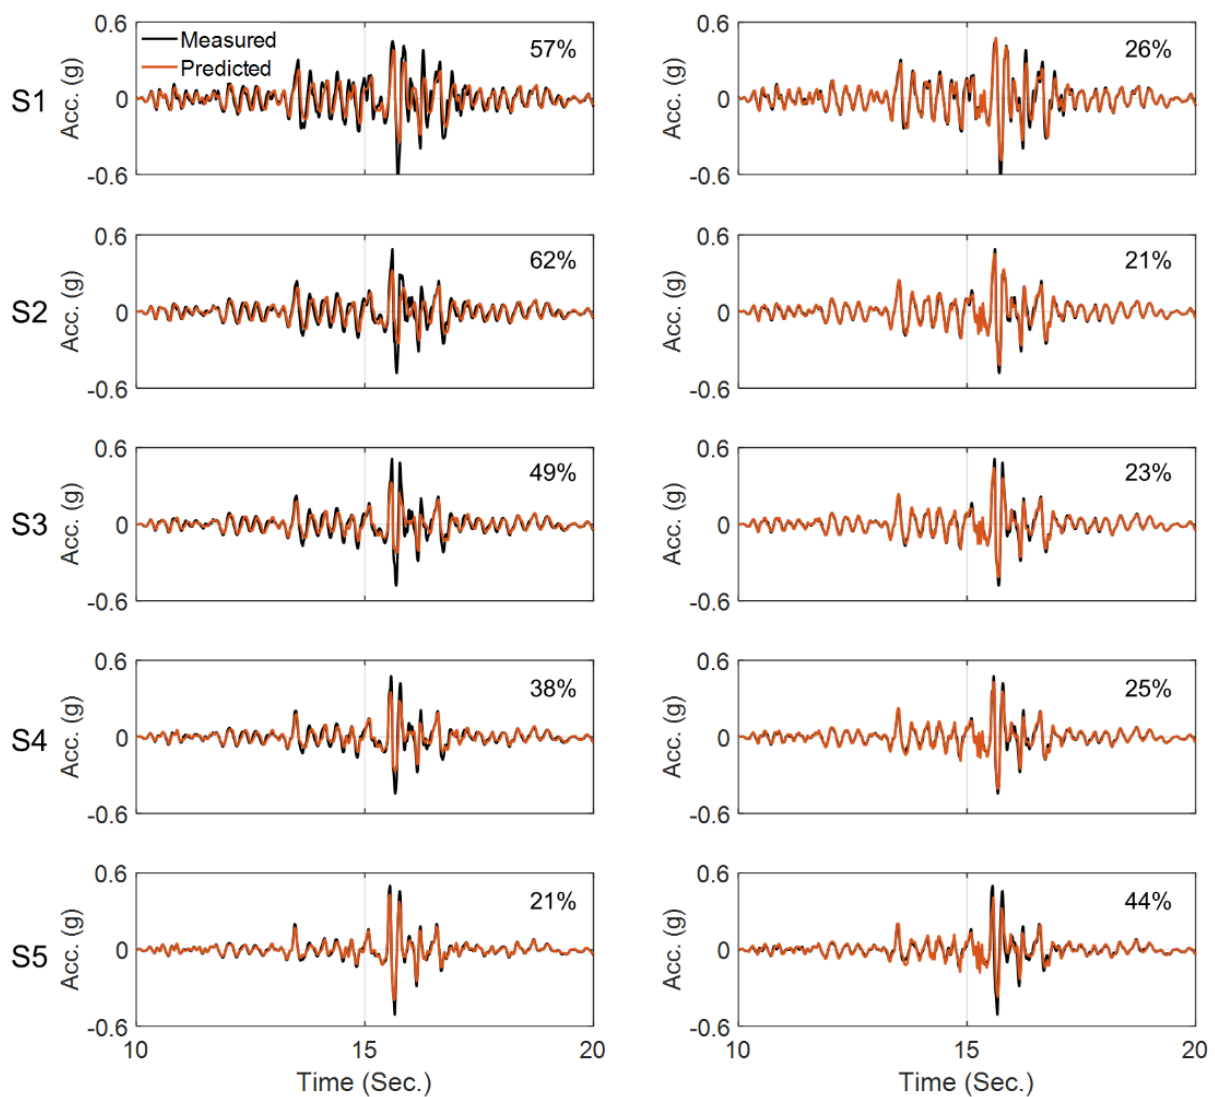 0.6
Measured
Predicted
57%
S1
Acc. (g)
0
-0.6
0.6
26%
Acc. (g)
0
-0.6
0.6
62%
S2
Acc. (g)
0
-0.6
0.6
21%
Acc. (g)
0
-0.6
0.6
49%
S3
Acc. (g)
0
-0.6
0.6
23%
Acc. (g)
0
-0.6
0.6
38%
S4
Acc. (g)
0
-0.6
0.6
25%
Acc. (g)
0
-0.6
0.6
21%
S5
Acc. (g)
0
-0.6
10 15 20
Time (Sec.)
0.6
44%
Acc. (g)
0
-0.6
10 15 20
Time (Sec.)